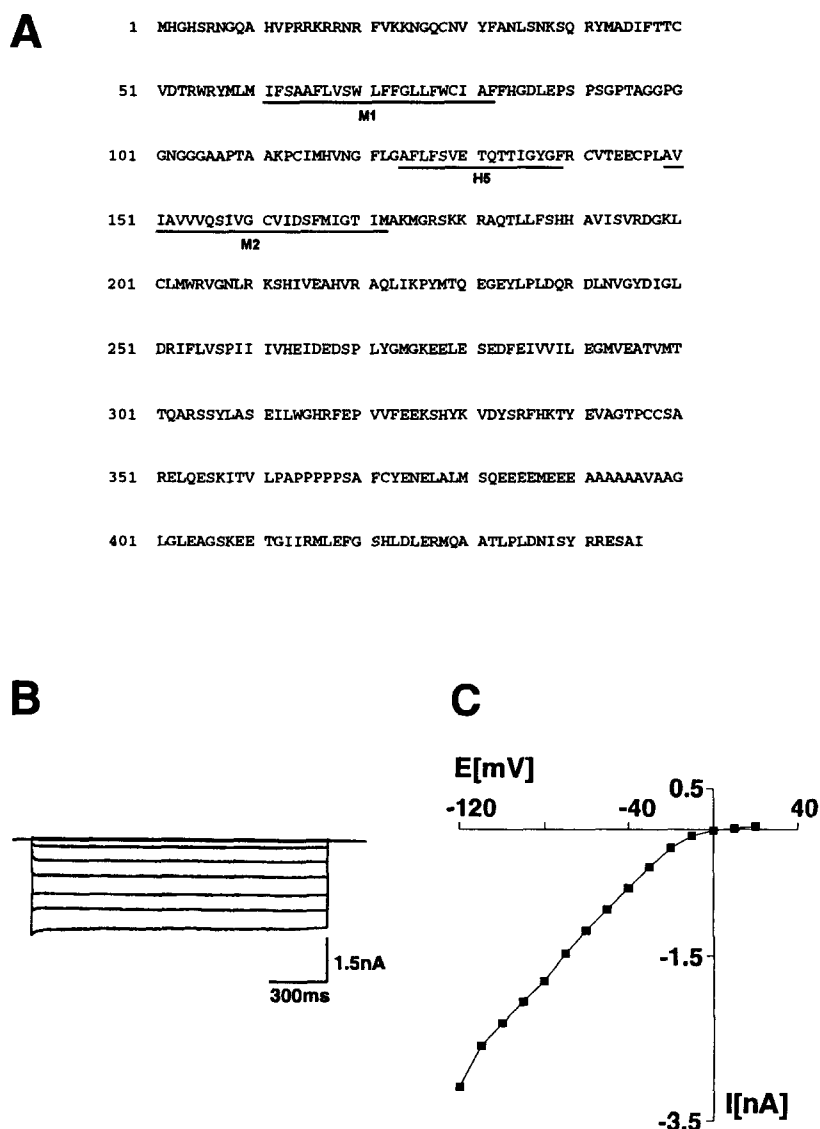 A
1 MHGHSRNGQA HVPRRKRRNR FVKKNGQCNV YFANLSNKSQ RYMADIFTTC
51 VDTRWRYMLM IFSAAFLVSW LFFGLLFWCI AFFHGDLEPS PSGPTAGGPG
M1
101 GNGGGAAPTA AKPCIMHVNG FLGAFLFSVE TQTTIGYGFR CVTEECPLAV
H5
151 IAVVVQSIVG CVIDSFMIGT IMAKMGRSKK RAQTLLFSHH AVISVRDGKL
M2
201 CLMWRVGNLR KSHIVEAHVR AQLIKPYMTQ EGEYLPLDQR DLNVGYDIGL
251 DRIFLVSPII IVHEIDEDSP LYGMGKEELE SEDFEIVVIL EGMVEATVMT
301 TQARSSYLAS EILWGHRFEP VVFEEKSHYK VDYSRFHKTY EVAGTPCCSA
351 RELQESKITV LPAPPPPPSA FCYENELALM SQEEEEMEEE AAAAAAVAAG
401 LGLEAGSKEE TGIIRMLEFG SHLDLERMQA ATLPLDNISY RRESAI
B
1.5nA
300ms
C
E[mV]
-120 -40 0.5 40
-1.5
-3.5 I[nA]